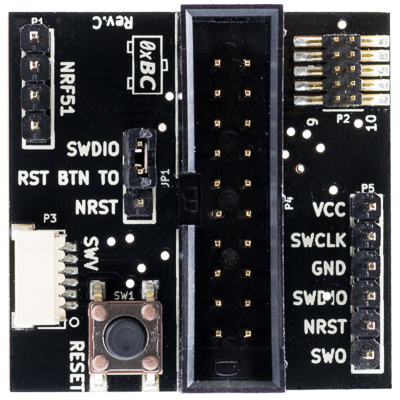 P1
Rev.C
0xBC
NRF51
SWDIO
RST BTN TO
NRST
JP1
P3
SWV
SW1
RESET
P4
9
10
P2
P5
VCC
SWCLK
GND
SWDIO
NRST
SWO